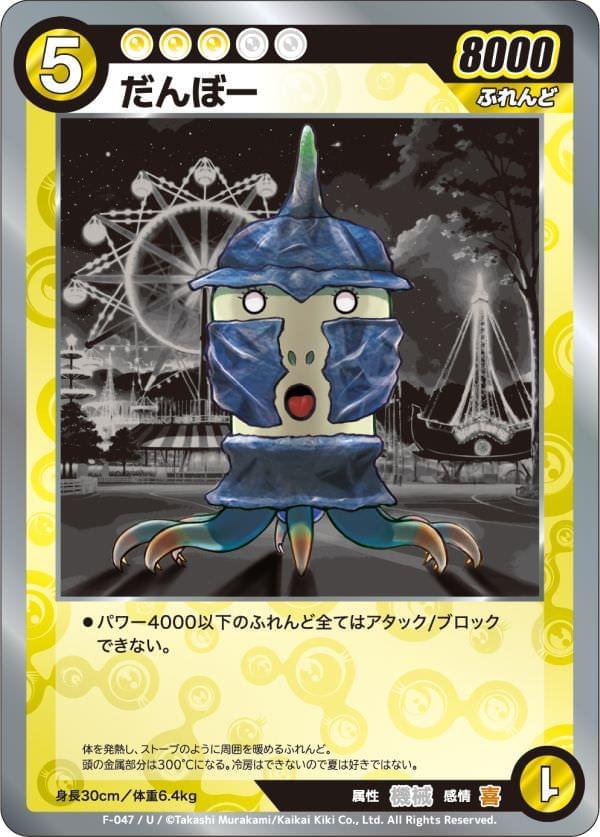 5
8000
だんぼー
ふれんど
●パワー4000以下のふれんど全てはアタック/ブロック
できない。
体を発熱し、ストーブのように周囲を暖めるふれんど。
頭の金属部分は300℃になる。冷房はできないので夏は好きではない。
身長30cm/体重6.4kg
属性 機械 感情 喜
ト
F-047 / U / ©Takashi Murakami/Kaikai Kiki Co., Ltd. All Rights Reserved.